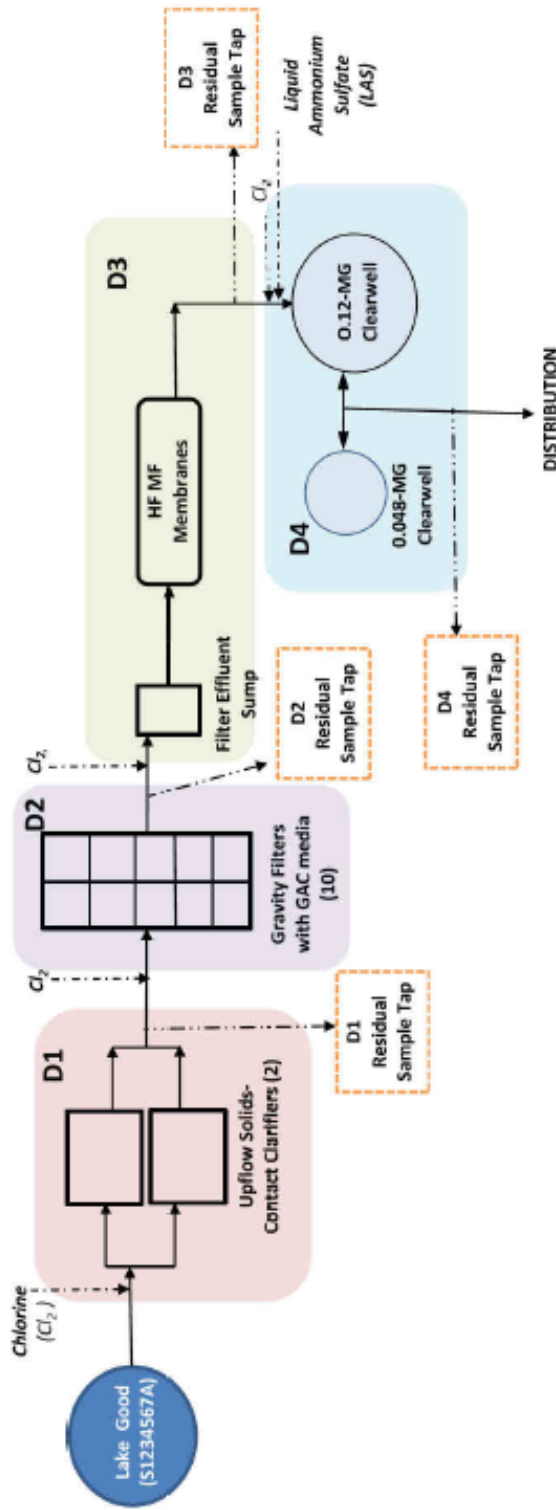 Lake Good
(S1234567A)
Chlorine
(Cl2 )
D1
Upflow Solids-
Contact Clarifiers (2)
D1
Residual
Sample Tap
Cl2
D2
Gravity Filters
with GAC media
(10)
D2
Residual
Sample Tap
Cl2,
D3
Filter Effluent
Sump
HF MF
Membranes
D3
Residual
Sample Tap
Cl2
Liquid
Ammonium
Sulfate
(LAS)
D4
0.048-MG
Clearwell
O.12-MG
Clearwell
D4
Residual
Sample Tap
DISTRIBUTION